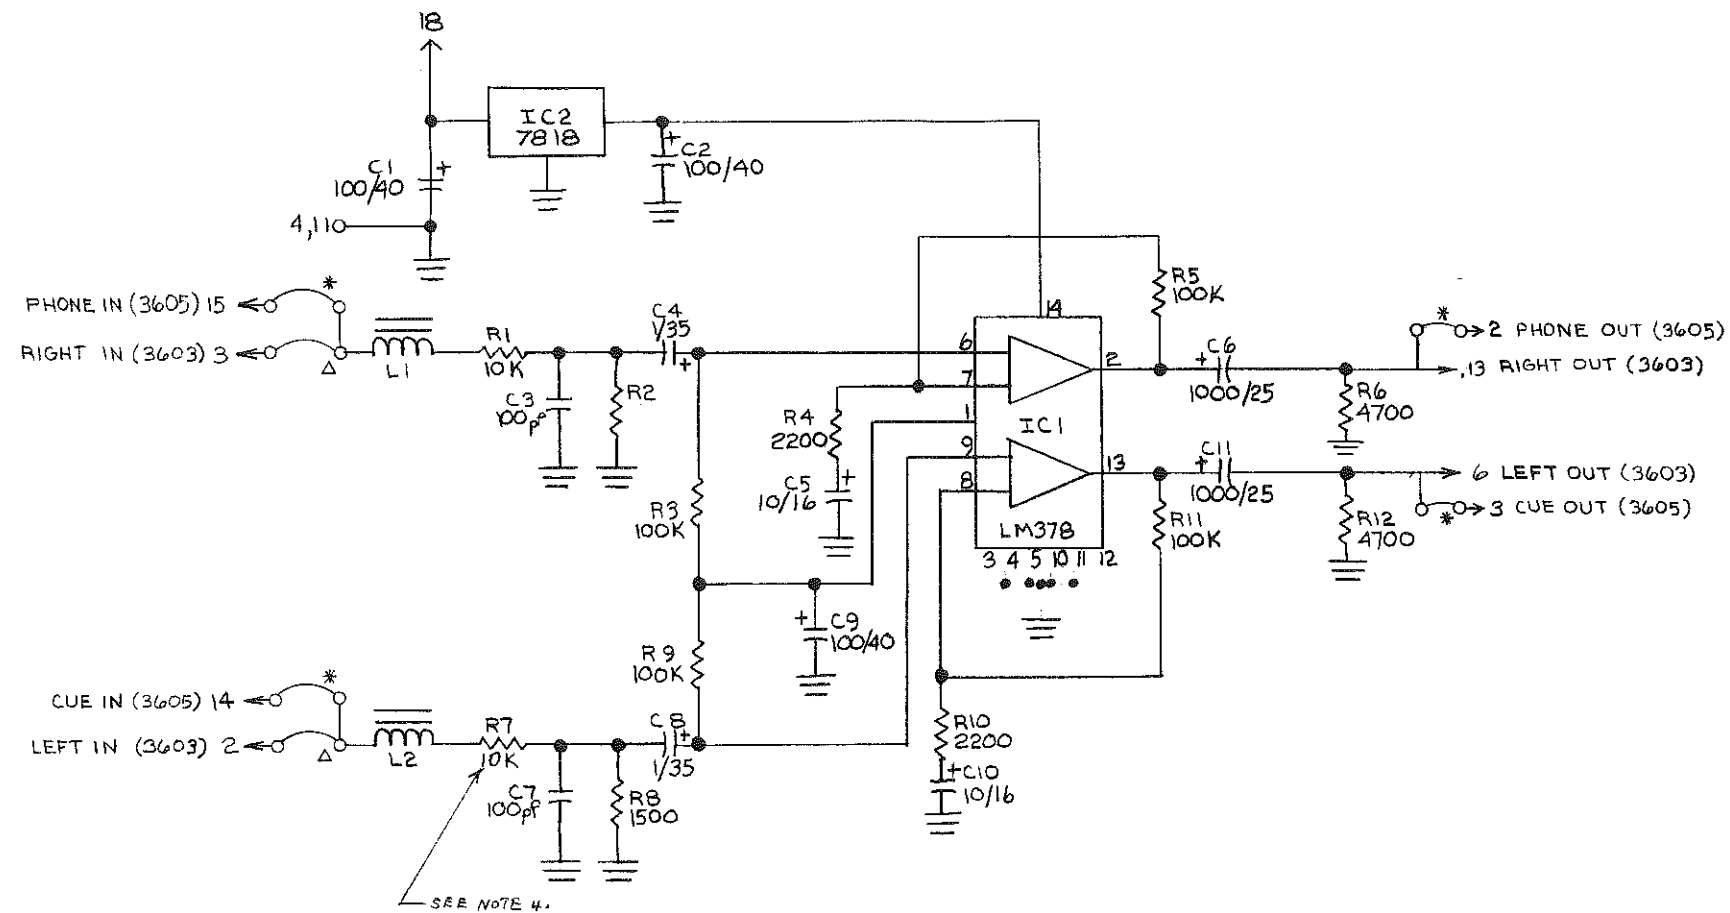 18
IC2
7818
C1
100/40
+
+
C2
100/40
4,11
*
PHONE IN (3605) 15
RIGHT IN (3603) 3
Δ
L1
R1
10K
C3
100pf
R2
C4
1/35
+
R3
100K
R4
2200
C5
+
10/16
14
6
7
1
9
8
2
13
IC1
LM378
3 4 5 10 11 12
R5
100K
+
C6
1000/25
R6
4700
*
2 PHONE OUT (3605)
13 RIGHT OUT (3603)
+
C11
1000/25
R11
100K
R12
4700
6 LEFT OUT (3603)
*
3 CUE OUT (3605)
+
C9
100/40
R9
100K
*
CUE IN (3605) 14
LEFT IN (3603) 2
Δ
L2
R7
10K
C7
100pf
R8
1500
C8
+
1/35
R10
2200
+
C10
10/16
SEE NOTE 4.